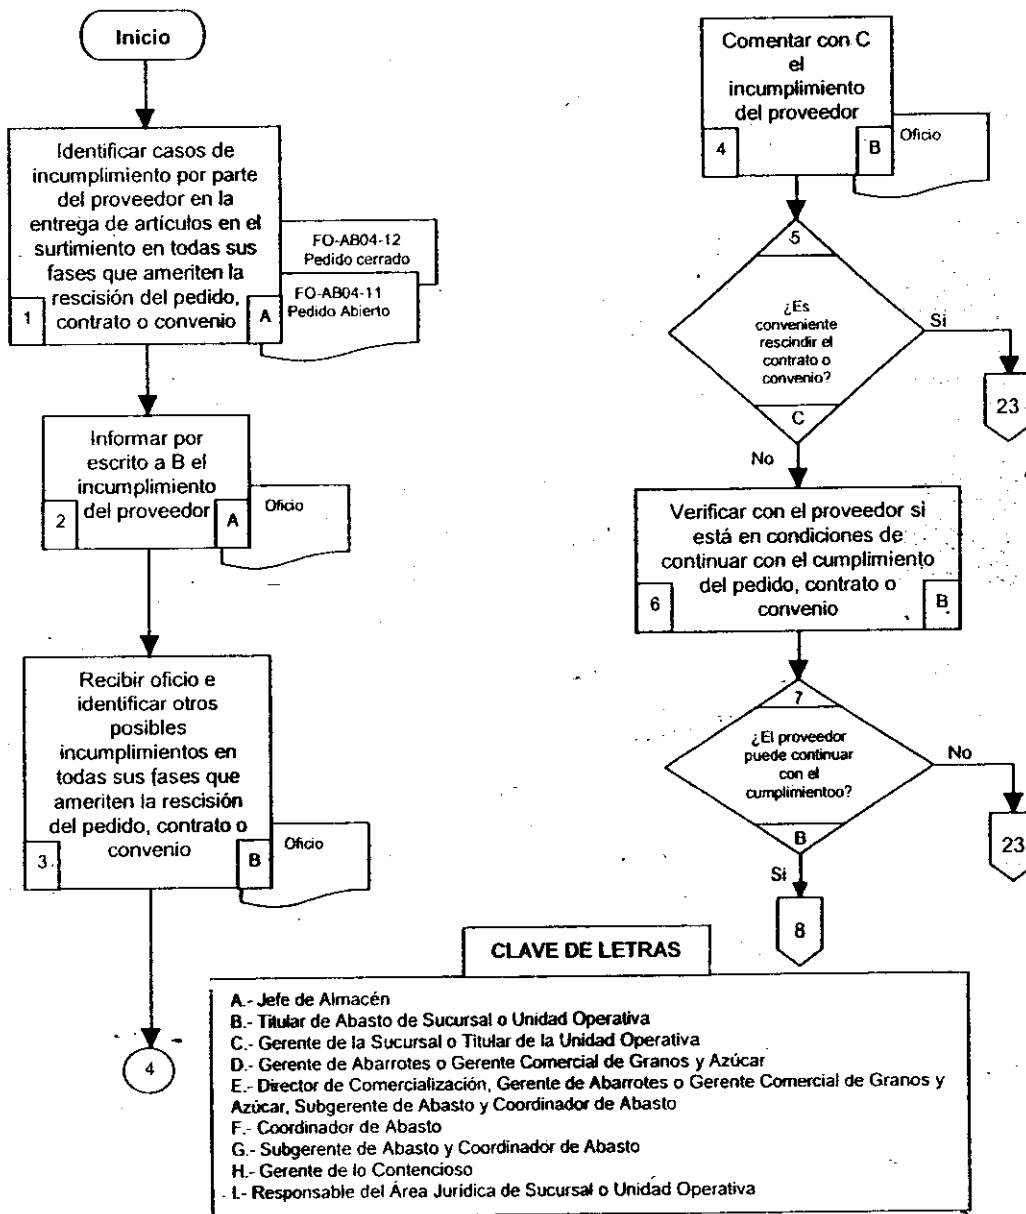 Inicio
Identificar casos de
incumplimiento por parte
del proveedor en la
entrega de artículos en el
surtimiento en todas sus
fases que ameriten la
rescisión del pedido,
contrato o convenio
1
A
FO-AB04-12
Pedido cerrado
FO-AB04-11
Pedido Abierto
Informar por
escrito a B el
incumplimiento
del proveedor
2
A
Oficio
Recibir oficio e
identificar otros
posibles
incumplimientos en
todas sus fases que
ameriten la rescisión
del pedido, contrato o
convenio
3
B
Oficio
4
Comentar con C
el
incumplimiento
del proveedor
4
B
Oficio
5
¿Es
conveniente
rescindir el
contrato o
convenio?
C
Si
23
No
Verificar con el proveedor si
está en condiciones de
continuar con el cumplimiento
del pedido, contrato o
convenio
6
B
7
¿El proveedor
puede continuar
con el
cumplimientoo?
B
No
23
Si
8
CLAVE DE LETRAS
A.- Jefe de Almacén
B.- Titular de Abasto de Sucursal o Unidad Operativa
C.- Gerente de la Sucursal o Titular de la Unidad Operativa
D.- Gerente de Abarrotes o Gerente Comercial de Granos y Azúcar
E.- Director de Comercialización, Gerente de Abarrotes o Gerente Comercial de Granos y
Azúcar, Subgerente de Abasto y Coordinador de Abasto
F.- Coordinador de Abasto
G.- Subgerente de Abasto y Coordinador de Abasto
H.- Gerente de lo Contencioso
I.- Responsable del Área Jurídica de Sucursal o Unidad Operativa